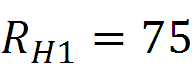 R_{H1} = 75